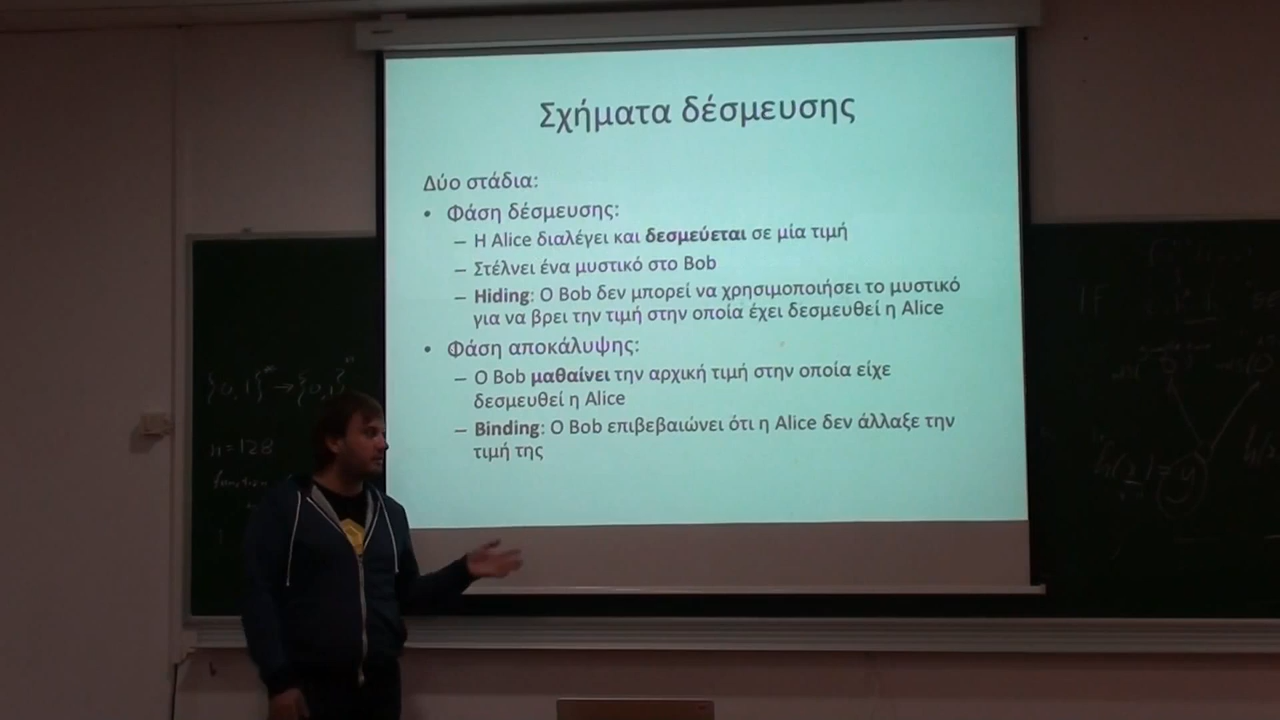 Σχήματα δέσμευσης
Δύο στάδια:
• Φάση δέσμευσης:
– Η Alice διαλέγει και δεσμεύεται σε μία τιμή
– Στέλνει ένα μυστικό στο Bob
– Hiding: Ο Bob δεν μπορεί να χρησιμοποιήσει το μυστικό
για να βρει την τιμή στην οποία έχει δεσμευθεί η Alice
• Φάση αποκάλυψης:
– Ο Bob μαθαίνει την αρχική τιμή στην οποία είχε
δεσμευθεί η Alice
– Binding: Ο Bob επιβεβαιώνει ότι η Alice δεν άλλαξε την
τιμή της
n = 128
function
IF